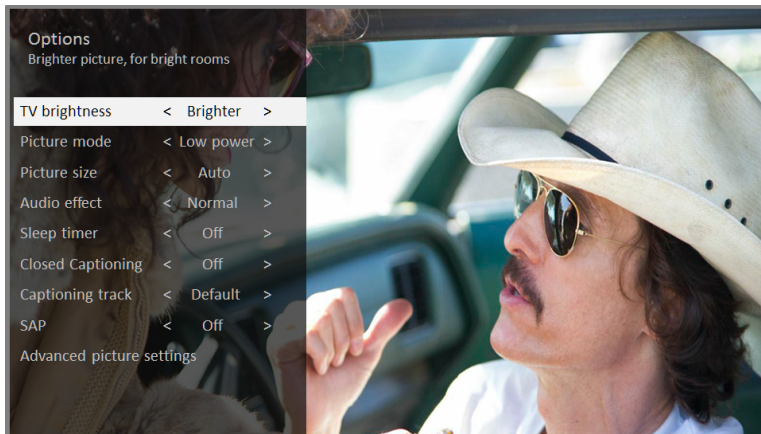 Options
Brighter picture, for bright rooms
TV brightness < Brighter >
Picture mode < Low power >
Picture size < Auto >
Audio effect < Normal >
Sleep timer < Off >
Closed Captioning < Off >
Captioning track < Default >
SAP < Off >
Advanced picture settings